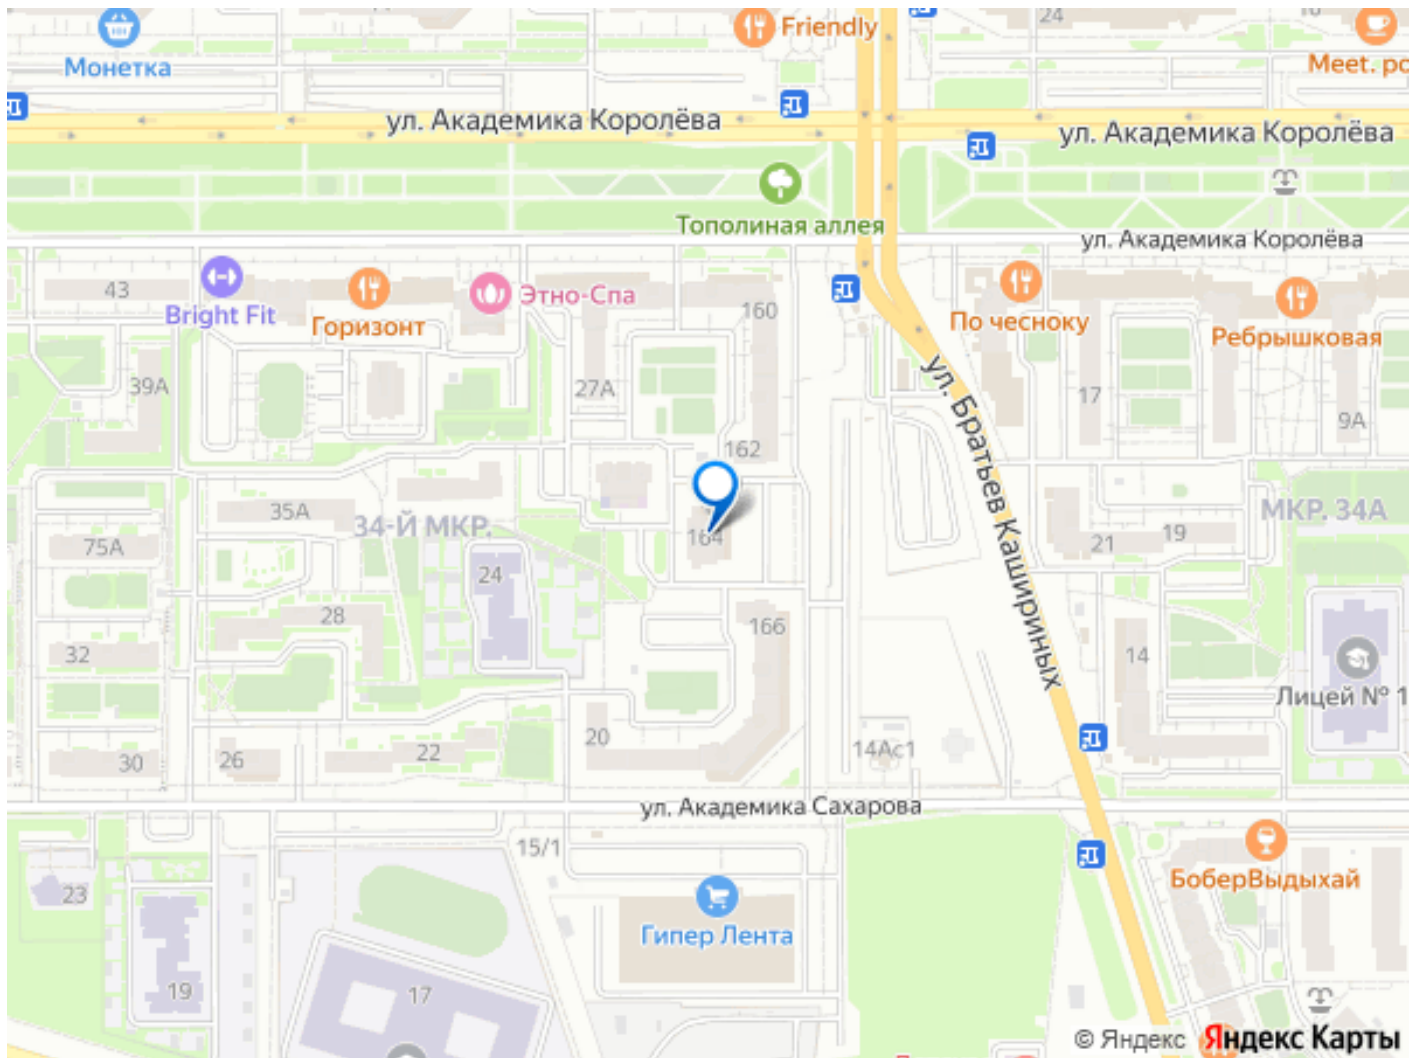 24
Монетка
Friendly
Meet. po
ул. Академика Королёва
ул. Академика Королёва
Тополиная аллея
ул. Академика Королёва
43
Bright Fit
Горизонт
Этно-Спа
160
По чесноку
Ребрышковая
39А
27А
17
9А
ул. Братьев Кашириных
162
35А
34-Й МКР.
164
МКР. 34А
75А
21
19
24
28
166
32
14
Лицей № 1
20
30
26
22
14Ас1
ул. Академика Сахарова
15/1
23
БоберВыдыхай
Гипер Лента
19
17
© Яндекс Яндекс Карты